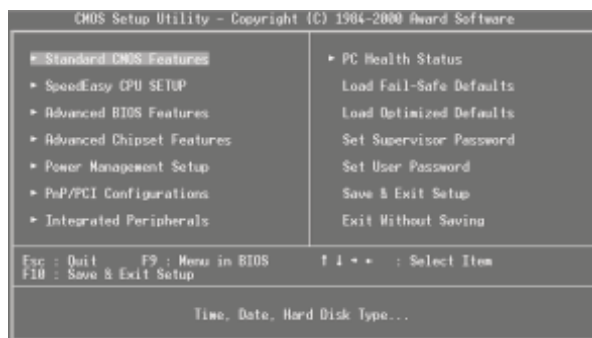 CMOS Setup Utility - Copyright (C) 1984-2000 Award Software
► Standard CMOS Features
► SpeedEasy CPU SETUP
► Advanced BIOS Features
► Advanced Chipset Features
► Power Management Setup
► PnP/PCI Configurations
► Integrated Peripherals
► PC Health Status
Load Fail-Safe Defaults
Load Optimized Defaults
Set Supervisor Password
Set User Password
Save & Exit Setup
Exit Without Saving
Esc : Quit F9 : Menu in BIOS ↑ ↓ → ← : Select Item
F10 : Save & Exit Setup
Time, Date, Hard Disk Type...